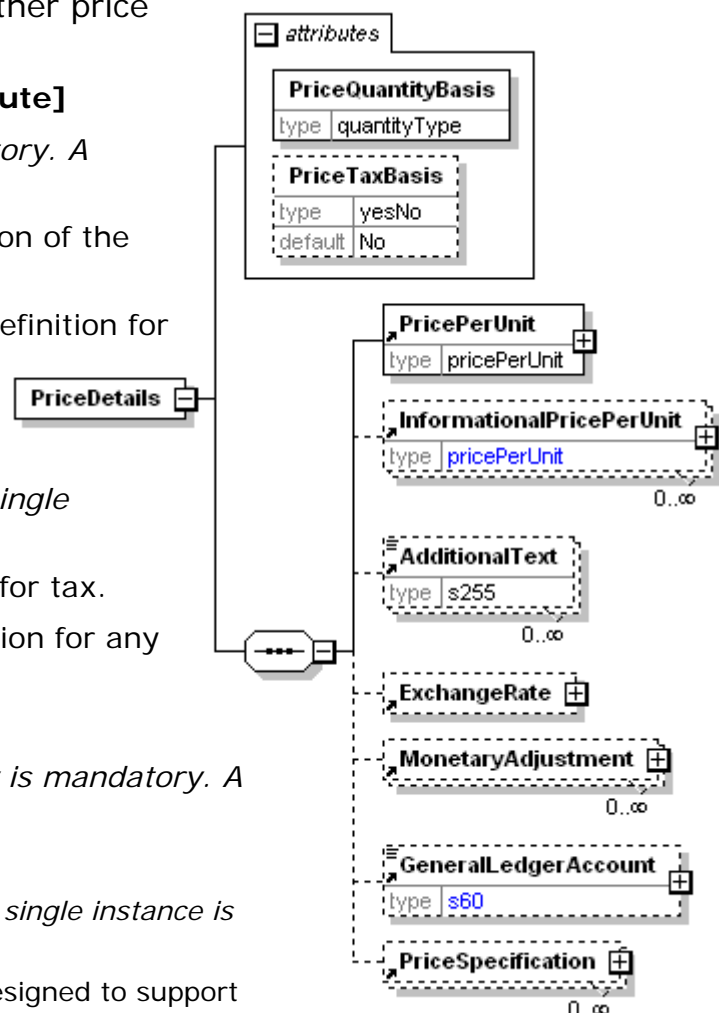 ther price
ute]
ory. A
on of the
efinition for
ingle
for tax.
ion for any
is mandatory. A
single instance is
esigned to support
attributes
PriceQuantityBasis
type quantityType
PriceTaxBasis
type yesNo
default No
PriceDetails
PricePerUnit
type pricePerUnit
InformationalPricePerUnit
type pricePerUnit
0..∞
AdditionalText
type s255
0..∞
ExchangeRate
MonetaryAdjustment
0..∞
GeneralLedgerAccount
type s60
PriceSpecification
0..∞